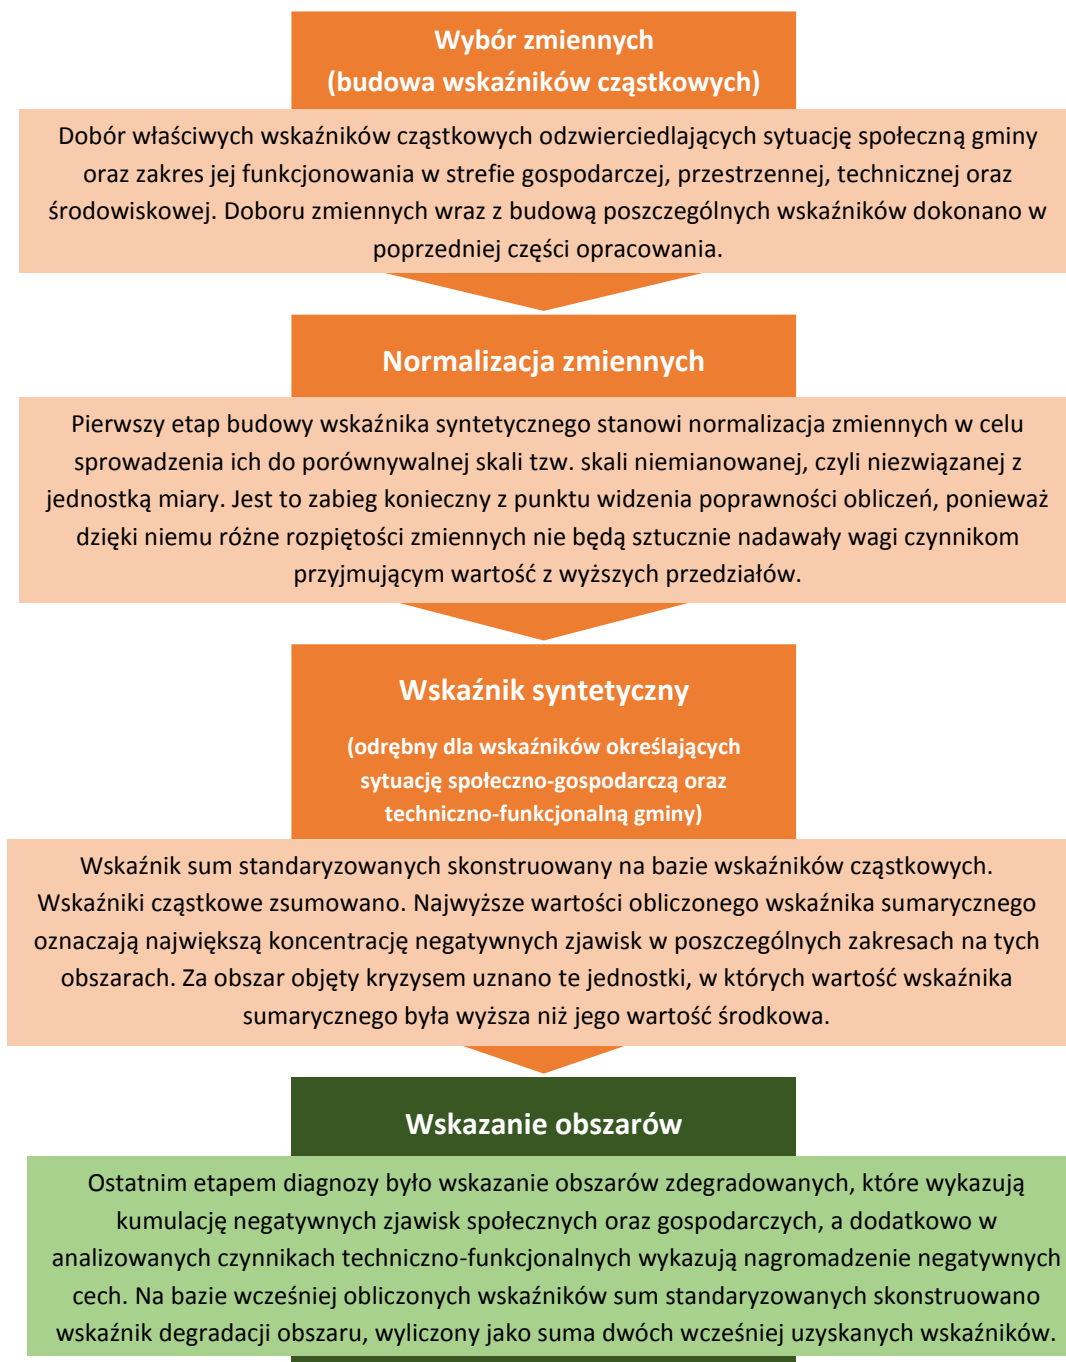 Wybór zmiennych
(budowa wskaźników cząstkowych)
Dobór właściwych wskaźników cząstkowych odzwierciedlających sytuację społeczną gminy
oraz zakres jej funkcjonowania w strefie gospodarczej, przestrzennej, technicznej oraz
środowiskowej. Doboru zmiennych wraz z budową poszczególnych wskaźników dokonano w
poprzedniej części opracowania.
Normalizacja zmiennych
Pierwszy etap budowy wskaźnika syntetycznego stanowi normalizacja zmiennych w celu
sprowadzenia ich do porównywalnej skali tzw. skali niemianowanej, czyli niezwiązanej z
jednostką miary. Jest to zabieg konieczny z punktu widzenia poprawności obliczeń, ponieważ
dzięki niemu różne rozpiętości zmiennych nie będą sztucznie nadawały wagi czynnikom
przyjmującym wartość z wyższych przedziałów.
Wskaźnik syntetyczny
(odrębny dla wskaźników określających
sytuację społeczno-gospodarczą oraz
techniczno-funkcjonalną gminy)
Wskaźnik sum standaryzowanych skonstruowany na bazie wskaźników cząstkowych.
Wskaźniki cząstkowe zsumowano. Najwyższe wartości obliczonego wskaźnika sumarycznego
oznaczają największą koncentrację negatywnych zjawisk w poszczególnych zakresach na tych
obszarach. Za obszar objęty kryzysem uznano te jednostki, w których wartość wskaźnika
sumarycznego była wyższa niż jego wartość środkowa.
Wskazanie obszarów
Ostatnim etapem diagnozy było wskazanie obszarów zdegradowanych, które wykazują
kumulację negatywnych zjawisk społecznych oraz gospodarczych, a dodatkowo w
analizowanych czynnikach techniczno-funkcjonalnych wykazują nagromadzenie negatywnych
cech. Na bazie wcześniej obliczonych wskaźników sum standaryzowanych skonstruowano
wskaźnik degradacji obszaru, wyliczony jako suma dwóch wcześniej uzyskanych wskaźników.